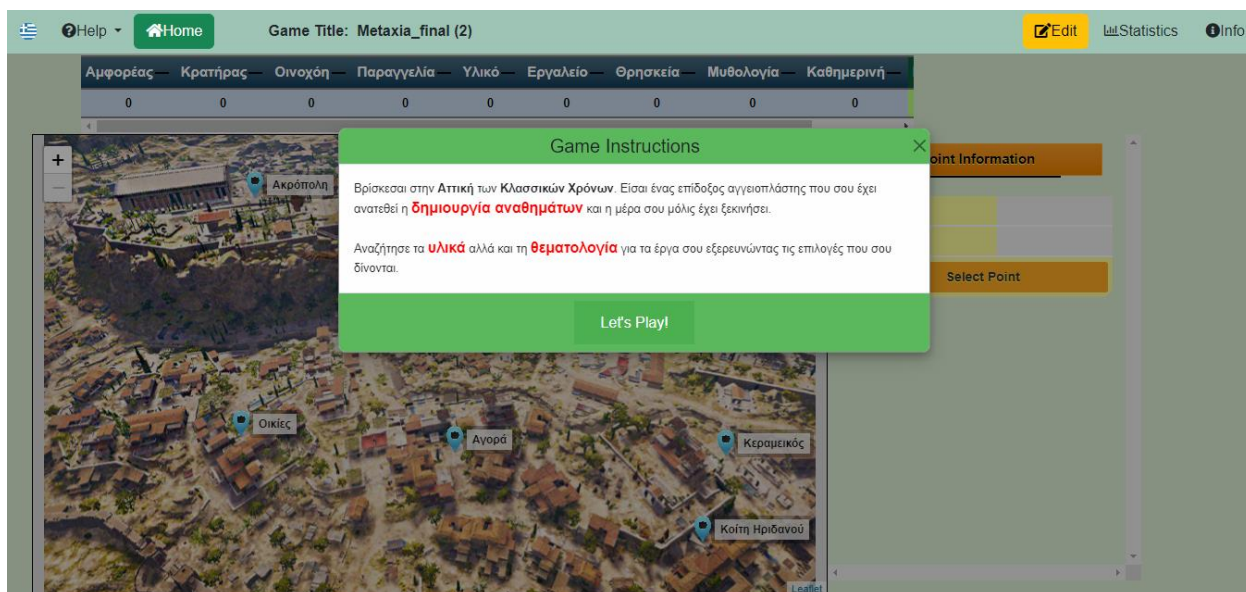 Help Home Game Title: Metaxia_final (2) Edit Statistics Info
Αμφορέας Κρατήρας Οινοχόη Παραγγελία Υλικό Εργαλείο Θρησκεία Μυθολογία Καθημερινή
0 0 0 0 0 0 0 0 0
Game Instructions
Βρίσκεσαι στην Αττική των Κλασσικών Χρόνων. Είσαι ένας επίδοξος αγγειοπλάστης που σου έχει
ανατεθεί η δημιουργία αναθημάτων και η μέρα σου μόλις έχει ξεκινήσει.
Αναζήτησε τα υλικά αλλά και τη θεματολογία για τα έργα σου εξερευνώντας τις επιλογές που σου
δίνονται.
Let's Play!
oint Information
Select Point
+
−
Ακρόπολη
Οικίες
Αγορά
Κεραμεικός
Κοίτη Ηριδανού
Leaflet